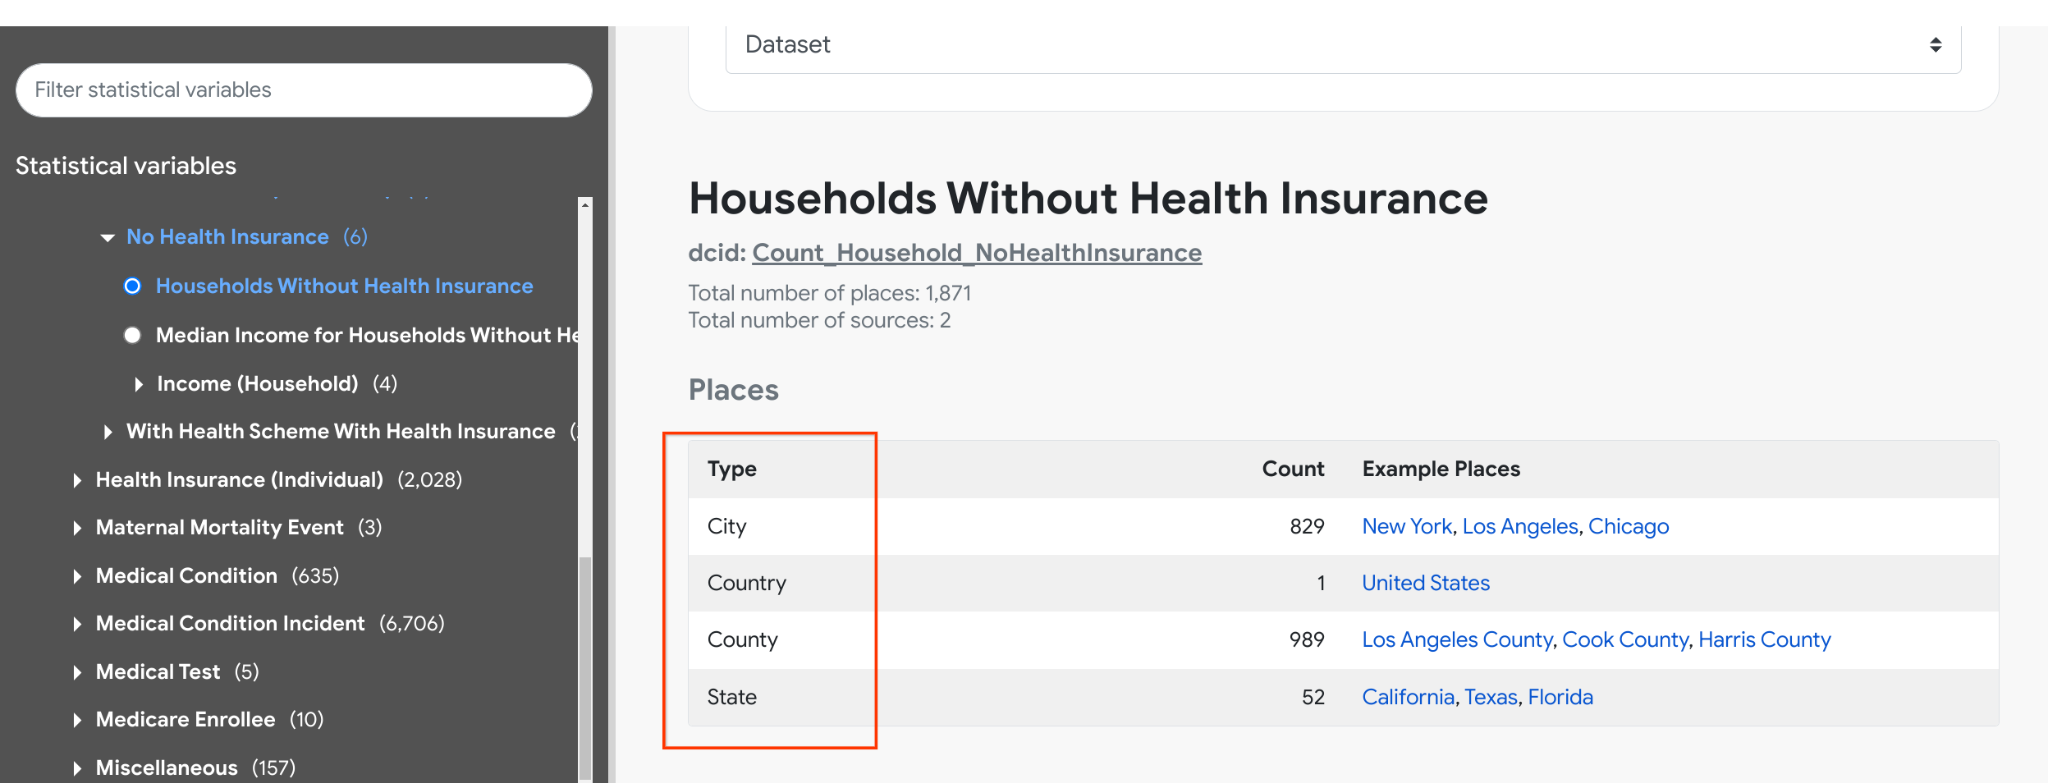 Filter statistical variables
Statistical variables
No Health Insurance (6)
Households Without Health Insurance
Median Income for Households Without
Income (Household) (4)
With Health Scheme With Health Insurance
Health Insurance (Individual) (2,028)
Maternal Mortality Event (3)
Medical Condition (635)
Medical Condition Incident (6,706)
Medical Test (5)
Medicare Enrollee (10)
Miscellaneous (157)
Dataset
Households Without Health Insurance
dcid: Count_Household_NoHealthInsurance
Total number of places: 1,871
Total number of sources: 2
Places
Type Count Example Places
City 829 New York, Los Angeles, Chicago
Country 1 United States
County 989 Los Angeles County, Cook County, Harris County
State 52 California, Texas, Florida